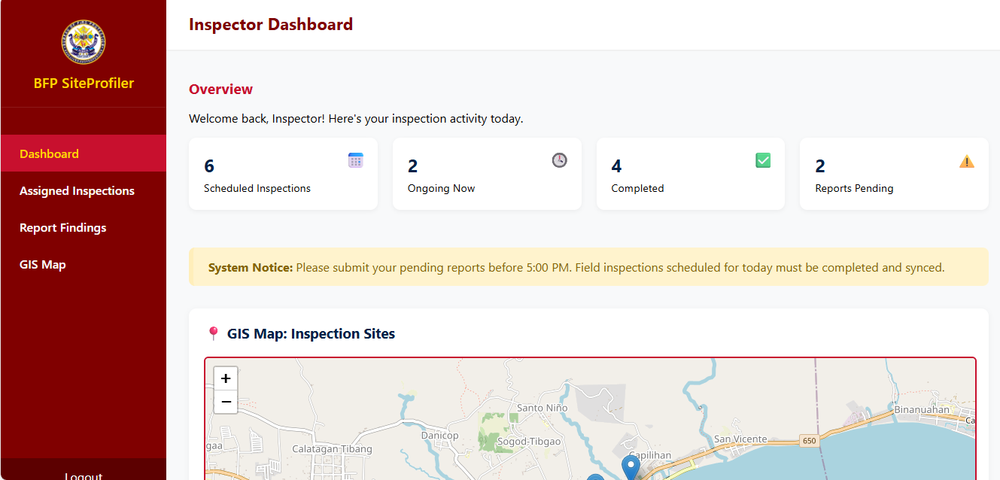 BFP SiteProfiler
Dashboard
Assigned Inspections
Report Findings
GIS Map
Logout
Inspector Dashboard
Overview
Welcome back, Inspector! Here's your inspection activity today.
6
Scheduled Inspections
2
Ongoing Now
4
Completed
2
Reports Pending
System Notice: Please submit your pending reports before 5:00 PM. Field inspections scheduled for today must be completed and synced.
GIS Map: Inspection Sites
+
−
Santo Niño
Binanuahan
Ca
Danicop
Sogod-Tibgao
San Vicente
650
gaa
Calatagan Tibang
Capilihan